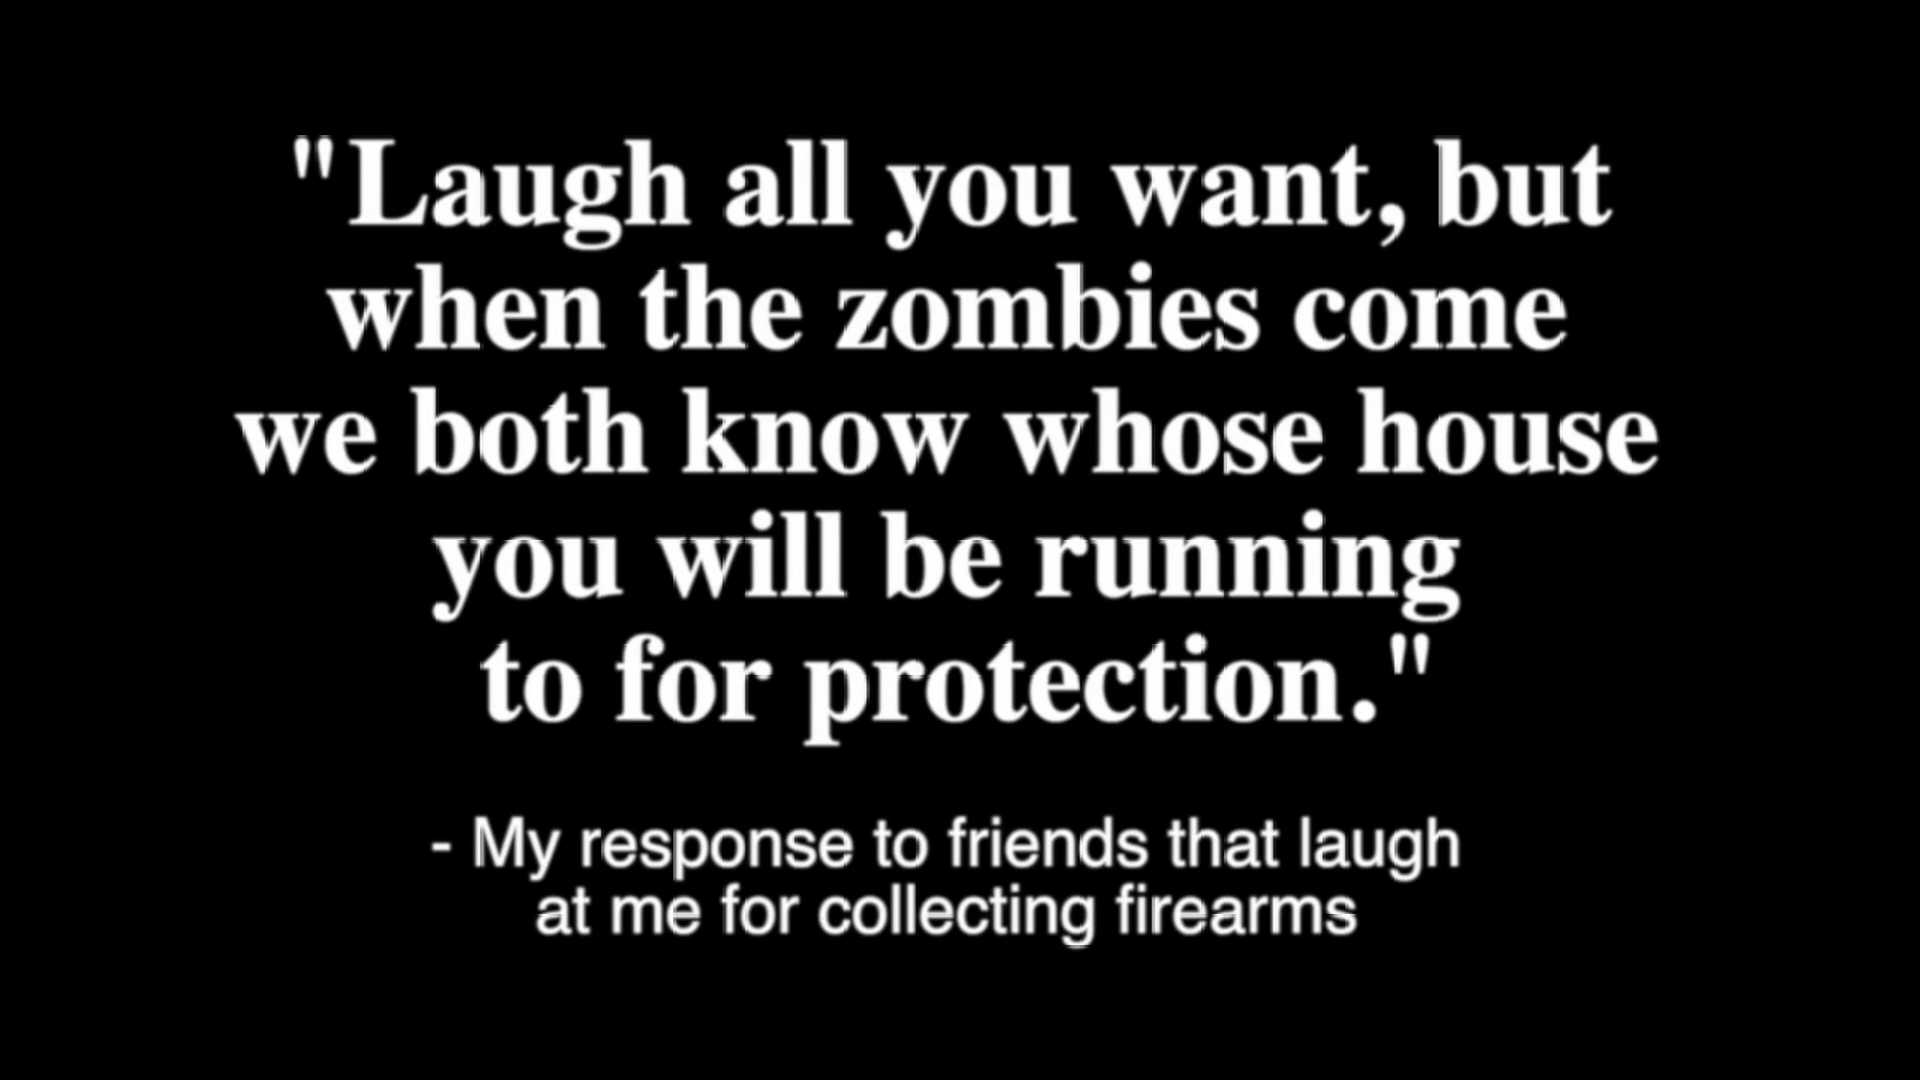 "Laugh all you want, but
when the zombies come
we both know whose house
you will be running
to for protection."
- My response to friends that laugh
at me for collecting firearms